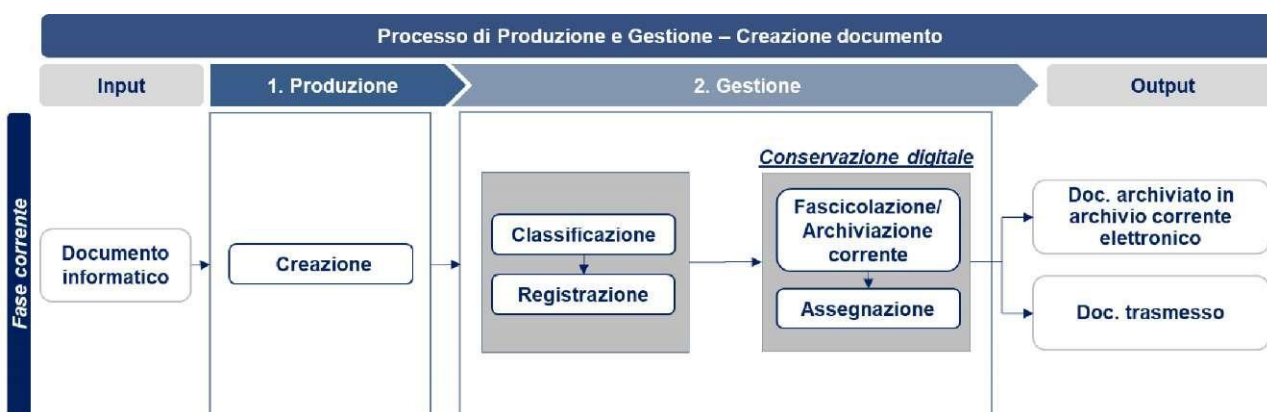 Processo di Produzione e Gestione – Creazione documento
Input
1. Produzione
2. Gestione
Output
Fase corrente
Documento
informatico
Creazione
Classificazione
Registrazione
Conservazione digitale
Fascicolazione/
Archiviazione
corrente
Assegnazione
Doc. archiviato in
archivio corrente
elettronico
Doc. trasmesso